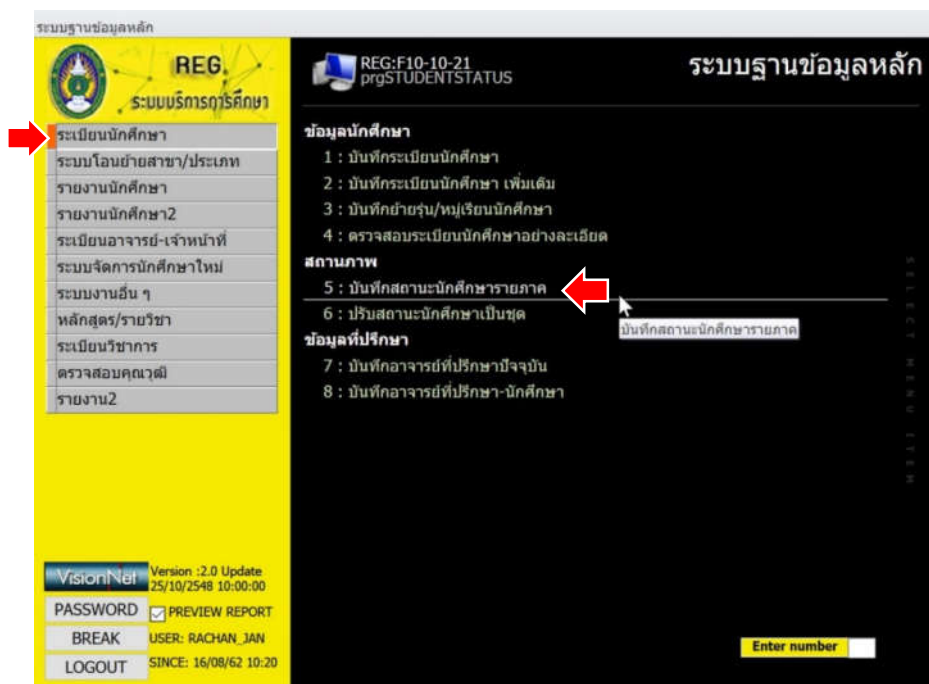 ระบบฐานข้อมูลหลัก
REG.
ระบบบริการการศึกษา
ระเบียนนักศึกษา
ระบบโอนย้ายสาขา/ประเภท
รายงานนักศึกษา
รายงานนักศึกษา2
ระเบียนอาจารย์-เจ้าหน้าที่
ระบบจัดการนักศึกษาใหม่
ระบบงานอื่น ๆ
หลักสูตร/รายวิชา
ระเบียนวิชาการ
ตรวจสอบคุณวุฒิ
รายงาน2
VisionNet
Version :2.0 Update
25/10/2548 10:00:00
PASSWORD
PREVIEW REPORT
BREAK
USER: RACHAN_JAN
LOGOUT
SINCE: 16/08/62 10:20
REG:F10-10-21
prgSTUDENTSTATUS
ระบบฐานข้อมูลหลัก
ข้อมูลนักศึกษา
1 : บันทึกระเบียนนักศึกษา
2 : บันทึกระเบียนนักศึกษา เพิ่มเติม
3 : บันทึกย้ายรุ่น/หมู่เรียนนักศึกษา
4 : ตรวจสอบระเบียนนักศึกษาอย่างละเอียด
สถานภาพ
5 : บันทึกสถานะนักศึกษารายภาค
6 : ปรับสถานะนักศึกษาเป็นชุด
บันทึกสถานะนักศึกษารายภาค
ข้อมูลที่ปรึกษา
7 : บันทึกอาจารย์ที่ปรึกษาปัจจุบัน
8 : บันทึกอาจารย์ที่ปรึกษา-นักศึกษา
SELECT MENU ITEM
Enter number